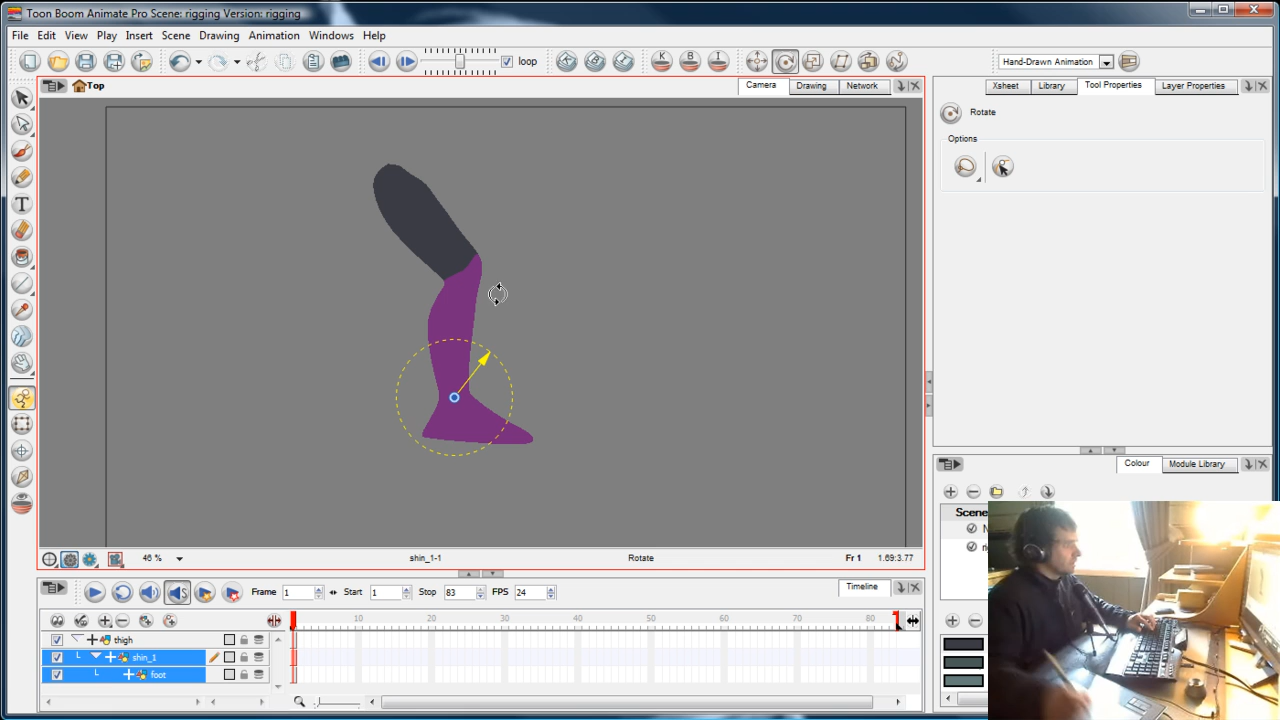 Toon Boom Animate Pro Scene: rigging Version: rigging
File Edit View Play Insert Scene Drawing Animation Windows Help
loop
K B I
Hand-Drawn Animation
Top
Camera Drawing Network
Xsheet Library Tool Properties Layer Properties
Rotate
Options
T
Colour Module Library
Scene
46 % shin_1-1 Rotate Fr 1 1.69:3.77
Frame 1 Start 1 Stop 83 FPS 24 Timeline
10 20 30 40 50 60 70 80
thigh
shin_1
foot